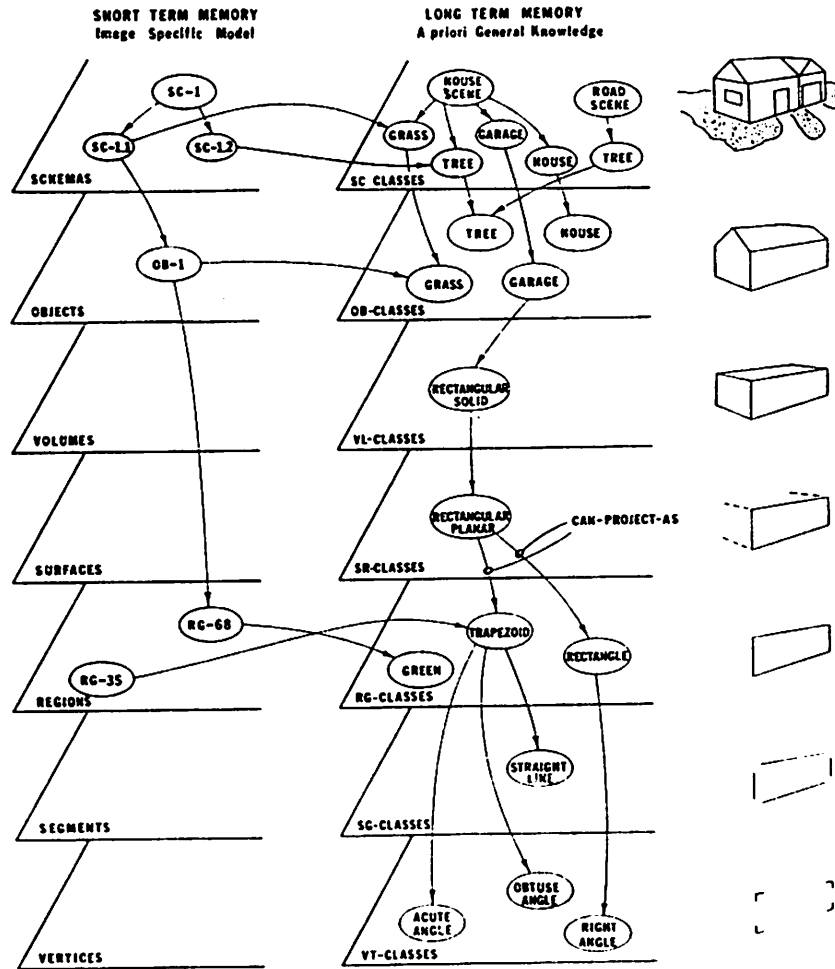 SHORT TERM MEMORY
Image Specific Model
LONG TERM MEMORY
A priori General Knowledge
SC-1
SC-1.1
SC-1.2
SCHEMAS
HOUSE
SCENE
ROAD
SCENE
GRASS
GARAGE
TREE
HOUSE
TREE
SC CLASSES
OB-1
OBJECTS
TREE
HOUSE
GRASS
GARAGE
OB-CLASSES
VOLUMES
RECTANGULAR
SOLID
VL-CLASSES
SURFACES
RECTANGULAR
PLANAR
CAN-PROJECT-AS
SR-CLASSES
RG-68
RG-35
REGIONS
TRAPEZOID
RECTANGLE
GREEN
RG-CLASSES
SEGMENTS
STRAIGHT
LINE
SG-CLASSES
VERTICES
ACUTE
ANGLE
OBTUSE
ANGLE
RIGHT
ANGLE
VT-CLASSES